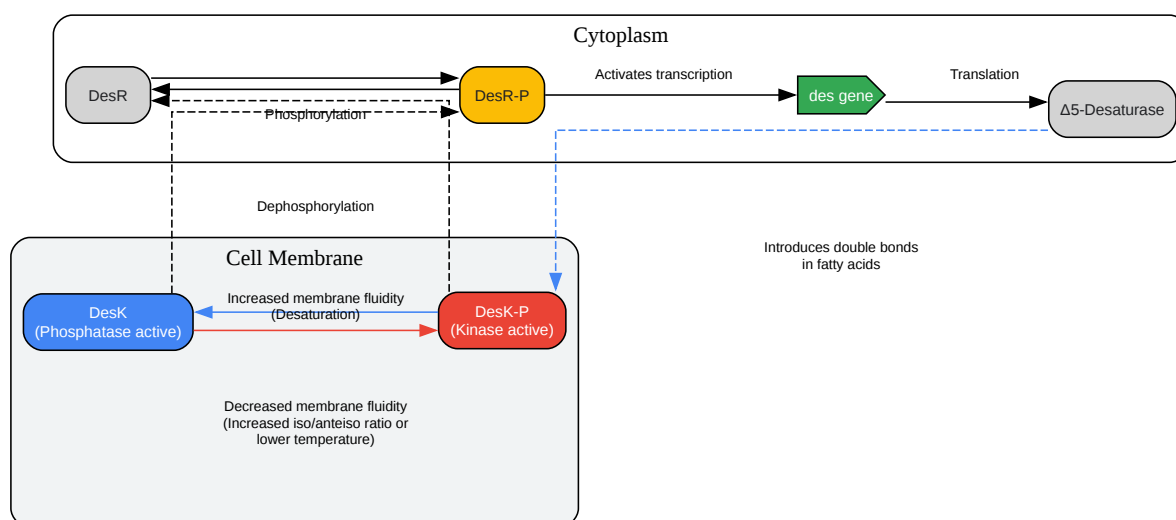 Cytoplasm
DesR
DesR-P
Activates transcription
des gene
Translation
Δ5-Desaturase
Phosphorylation
Dephosphorylation
Introduces double bonds
in fatty acids
Cell Membrane
DesK
(Phosphatase active)
Increased membrane fluidity
(Desaturation)
DesK-P
(Kinase active)
Decreased membrane fluidity
(Increased iso/anteiso ratio or
lower temperature)